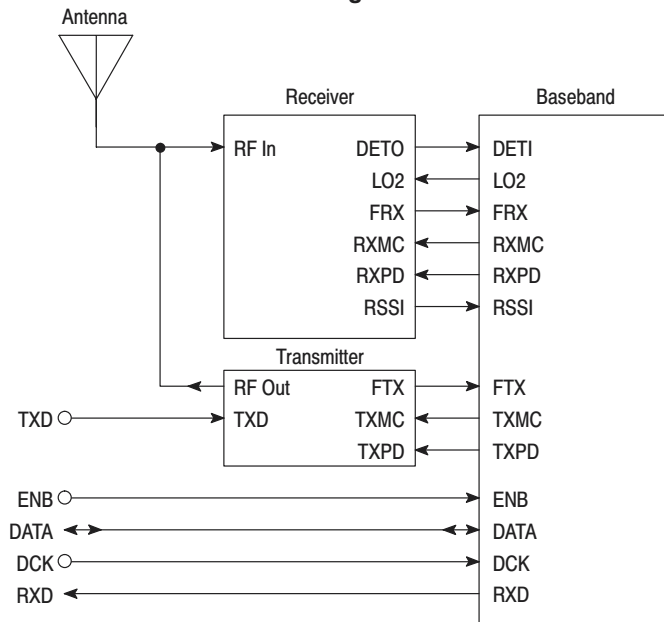 Antenna
Receiver
Baseband
RF In
DETO
DETI
LO2
LO2
FRX
FRX
RXMC
RXMC
RXPD
RXPD
RSSI
RSSI
Transmitter
RF Out
FTX
FTX
TXD
TXD
TXMC
TXMC
TXPD
TXPD
ENB
ENB
DATA
DATA
DCK
DCK
RXD
RXD